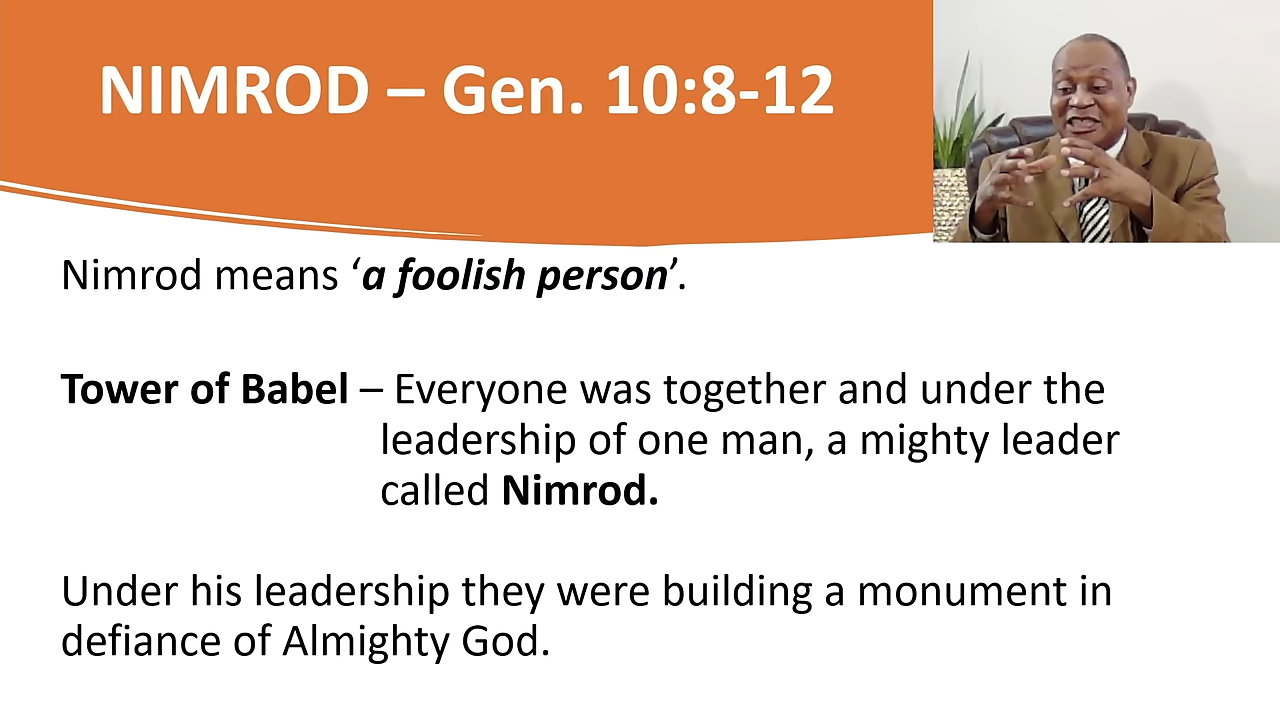 NIMROD – Gen. 10:8-12
Nimrod means ‘a foolish person’.
Tower of Babel – Everyone was together and under the
leadership of one man, a mighty leader
called Nimrod.
Under his leadership they were building a monument in
defiance of Almighty God.